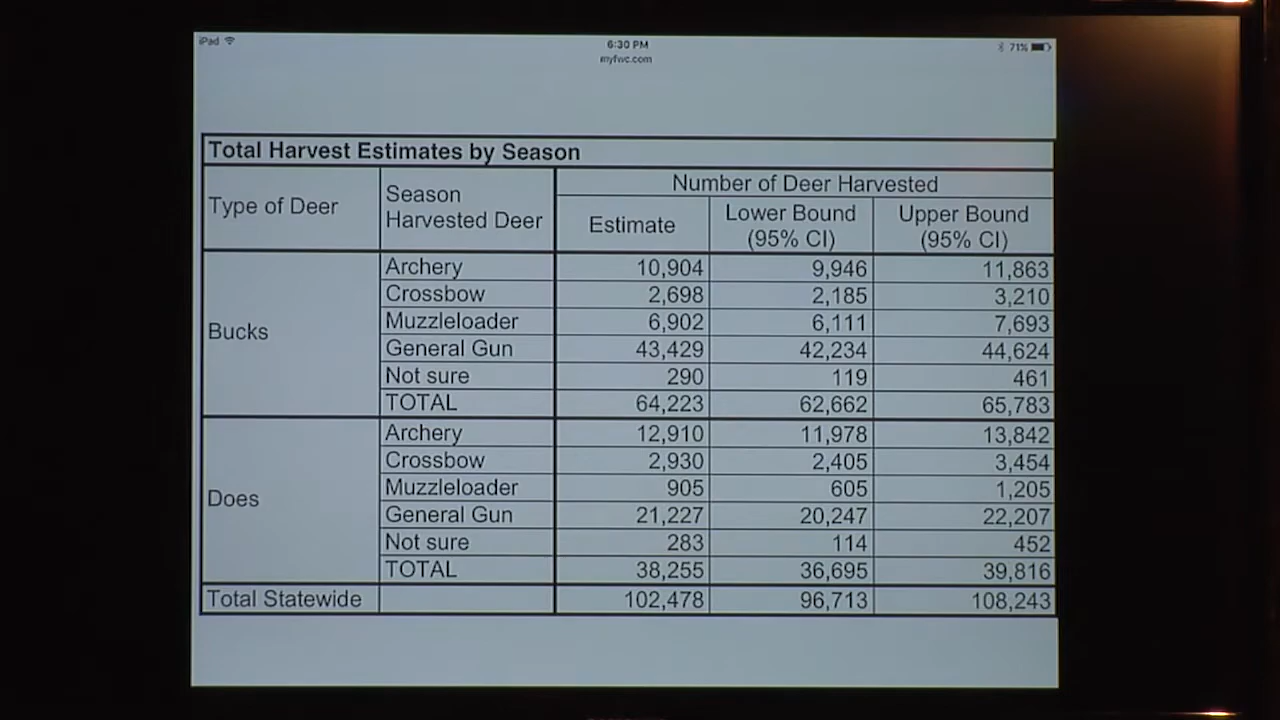 iPad
6:30 PM
71%
myfwc.com
Total Harvest Estimates by Season
Type of Deer
Season Harvested Deer
Number of Deer Harvested
Estimate
Lower Bound (95% CI)
Upper Bound (95% CI)
Bucks
Archery 10,904 9,946 11,863
Crossbow 2,698 2,185 3,210
Muzzleloader 6,902 6,111 7,693
General Gun 43,429 42,234 44,624
Not sure 290 119 461
TOTAL 64,223 62,662 65,783
Does
Archery 12,910 11,978 13,842
Crossbow 2,930 2,405 3,454
Muzzleloader 905 605 1,205
General Gun 21,227 20,247 22,207
Not sure 283 114 452
TOTAL 38,255 36,695 39,816
Total Statewide 102,478 96,713 108,243